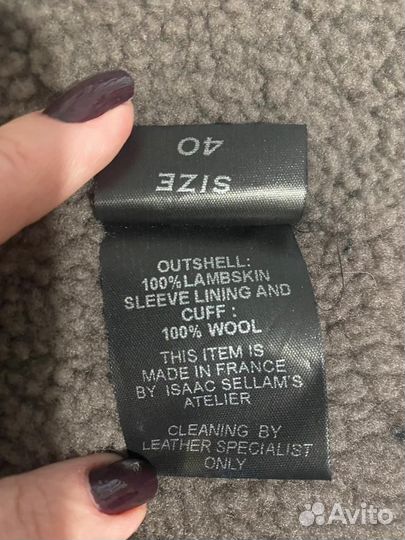 SIZE
40
OUTSHELL:
100%LAMBSKIN
SLEEVE LINING AND
CUFF :
100% WOOL
THIS ITEM IS
MADE IN FRANCE
BY ISAAC SELLAM'S
ATELIER
CLEANING BY
LEATHER SPECIALIST
ONLY
Avito